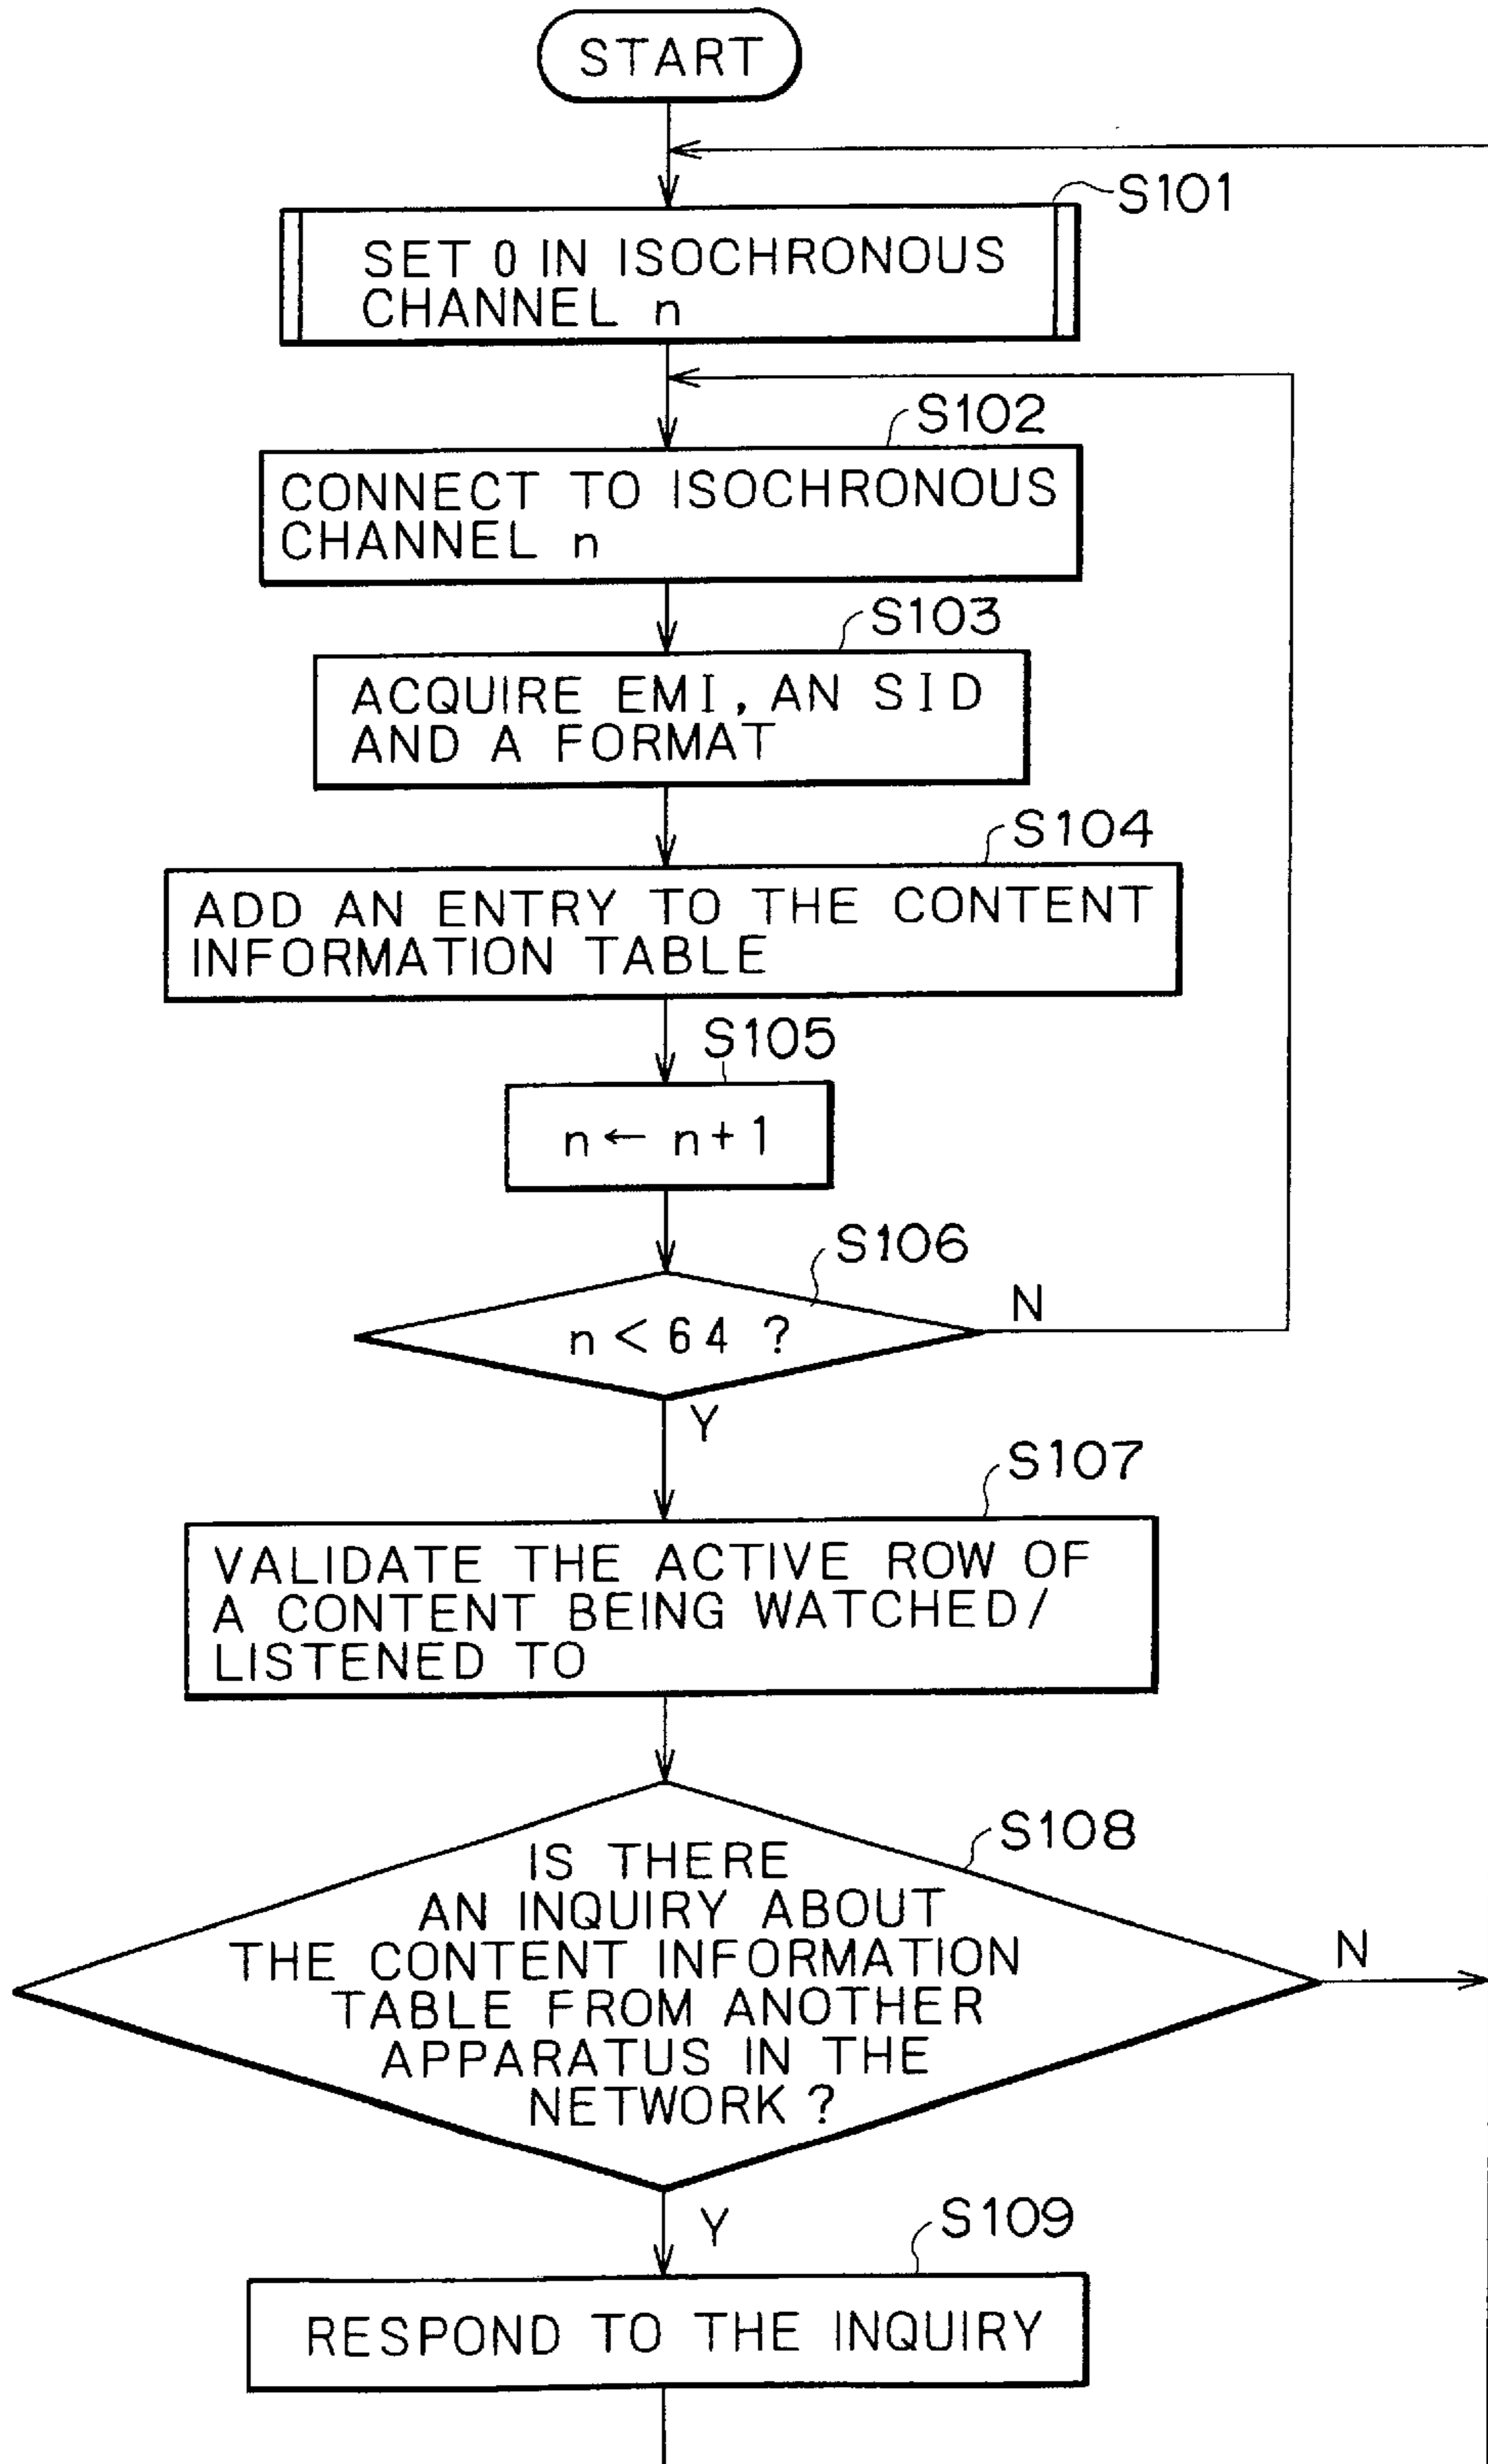 START
S101
SET 0 IN ISOCHRONOUS
CHANNEL n
S102
CONNECT TO ISOCHRONOUS
CHANNEL n
S103
ACQUIRE EMI, AN SID
AND A FORMAT
S104
ADD AN ENTRY TO THE CONTENT
INFORMATION TABLE
S105
n ← n+1
S106
n < 64 ?
N
Y
S107
VALIDATE THE ACTIVE ROW OF
A CONTENT BEING WATCHED/
LISTENED TO
S108
IS THERE
AN INQUIRY ABOUT
THE CONTENT INFORMATION
TABLE FROM ANOTHER
APPARATUS IN THE
NETWORK ?
N
Y
S109
RESPOND TO THE INQUIRY